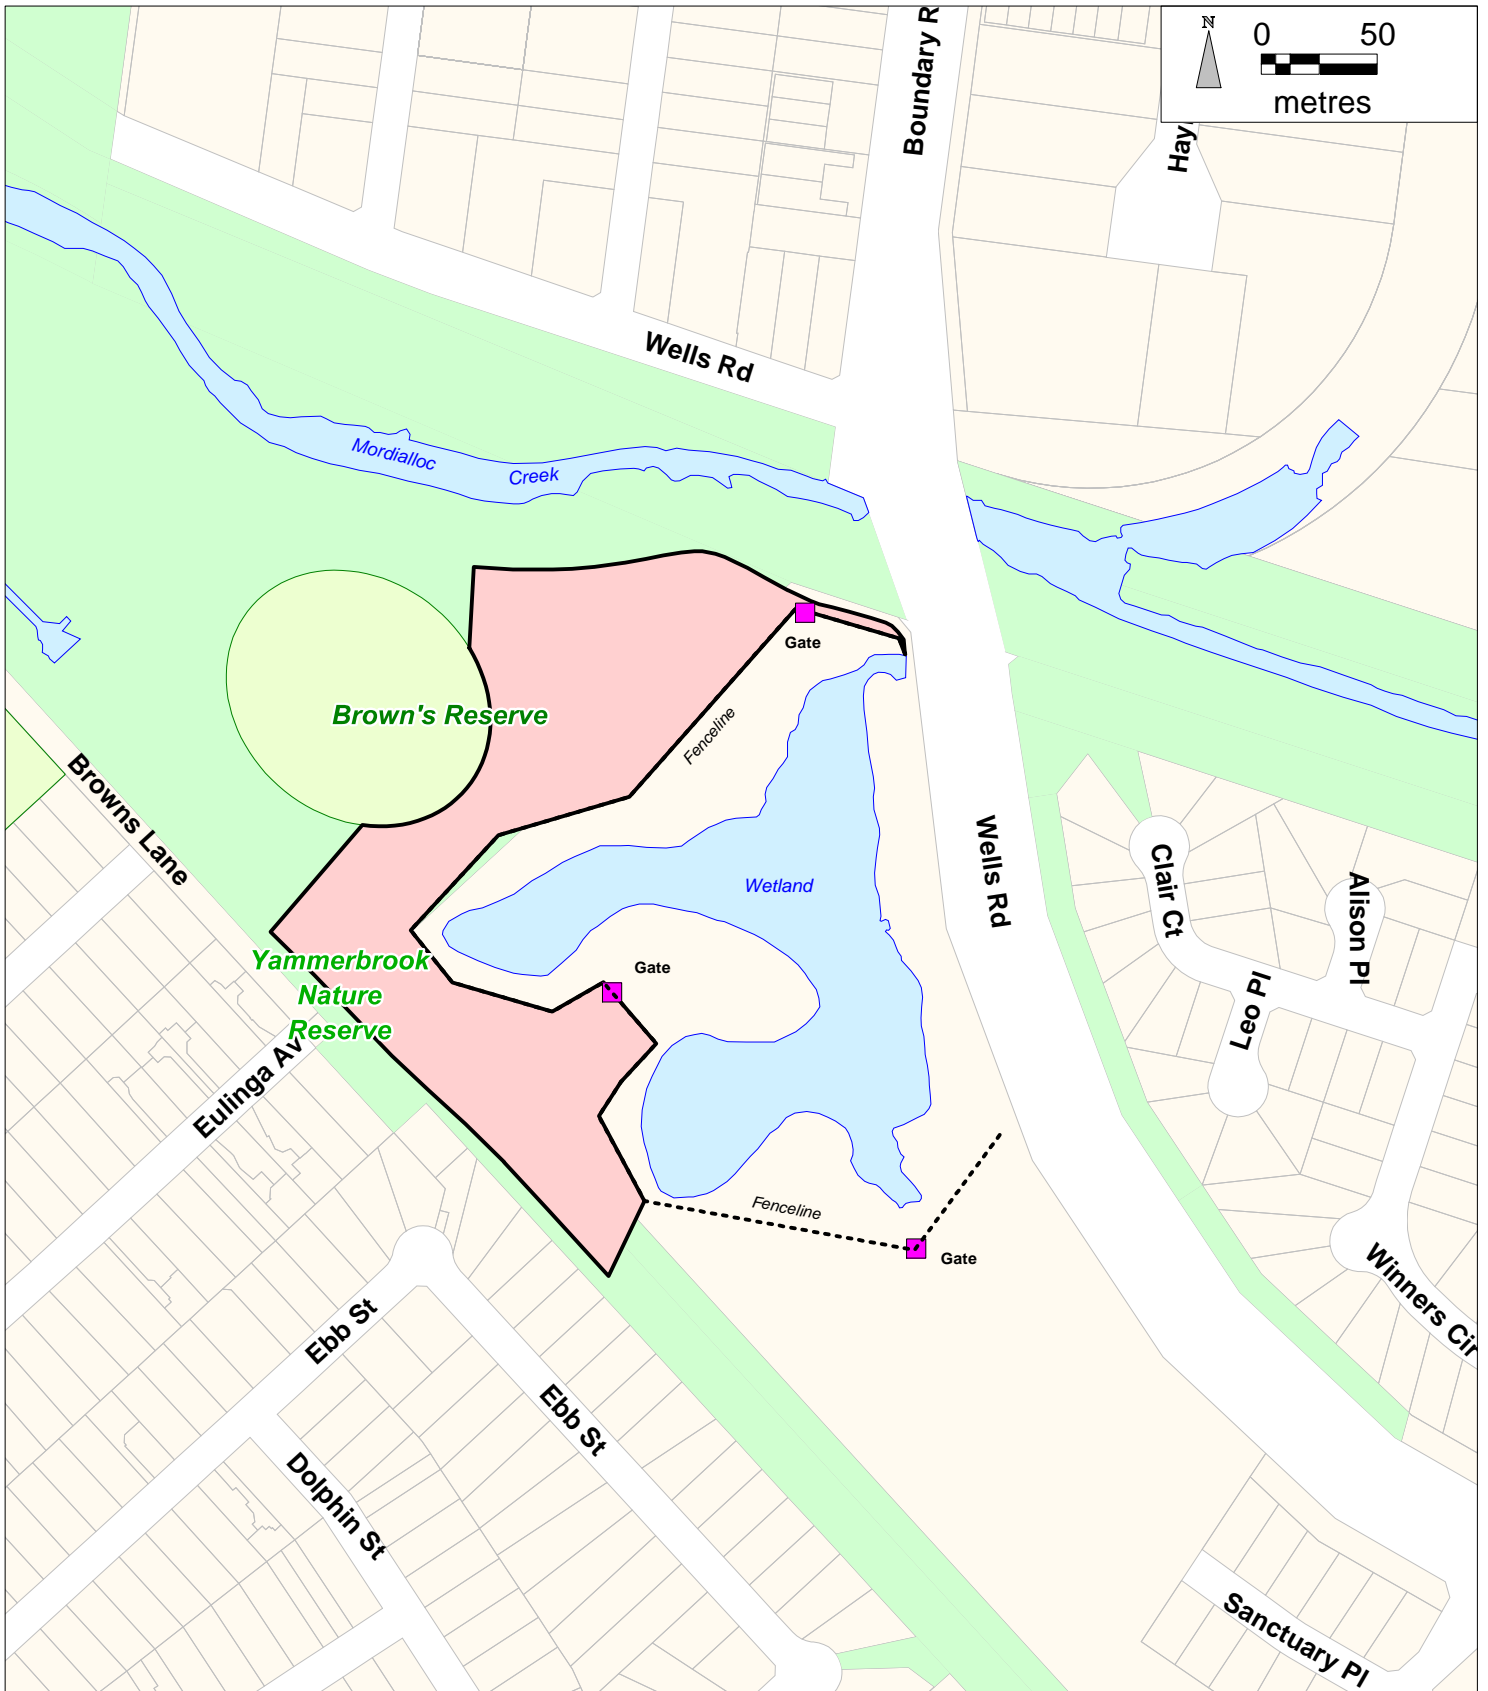 Boundary R
N
0 50
metres
Hay
Wells Rd
Mordialloc
Creek
Gate
Brown's Reserve
Fenceline
Browns Lane
Wells Rd
Clair Ct
Alison Pl
Wetland
Yammerbrook
Nature
Reserve
Gate
Leo Pl
Eulinga Av
Fenceline
Gate
Winners Cir
Ebb St
Ebb St
Dolphin St
Sanctuary Pl